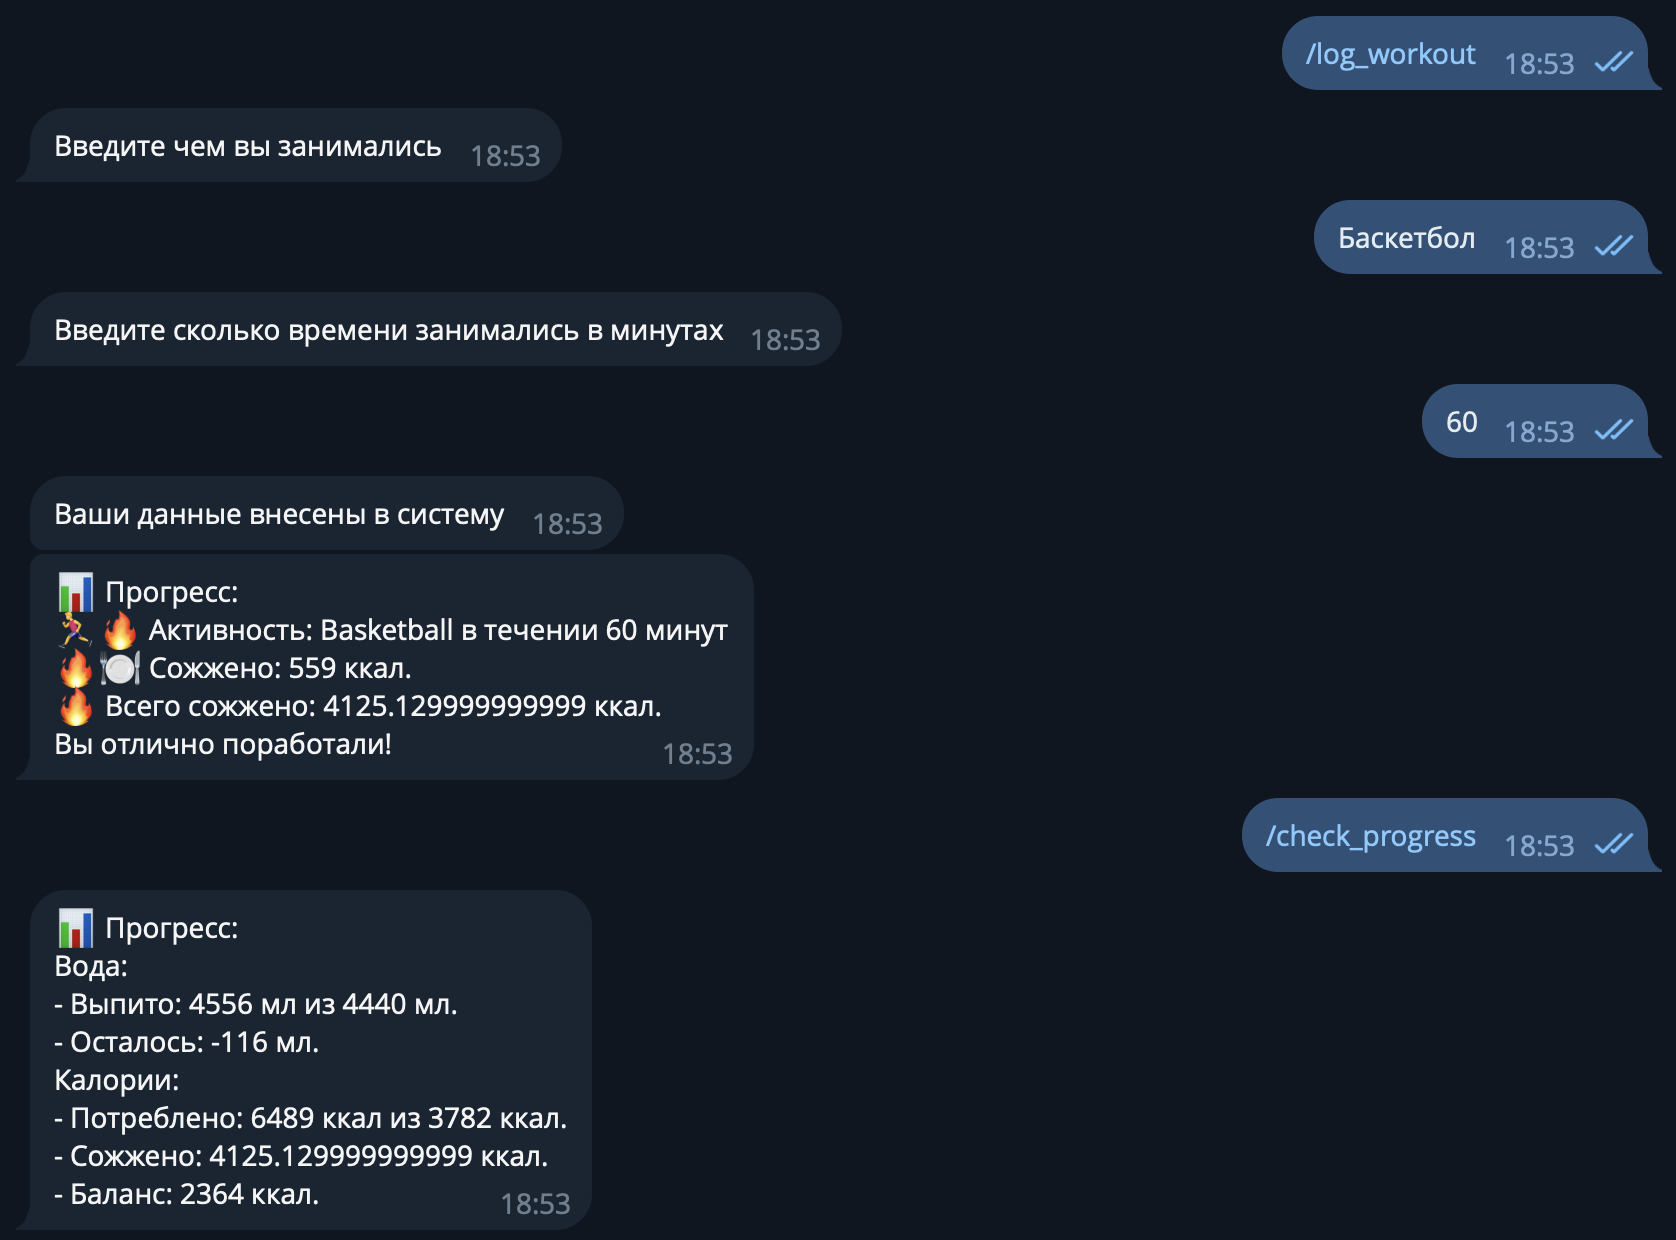 /log_workout 18:53
Введите чем вы занимались 18:53
Баскетбол 18:53
Введите сколько времени занимались в минутах 18:53
60 18:53
Ваши данные внесены в систему 18:53
Прогресс:
Активность: Basketball в течении 60 минут
Сожжено: 559 ккал.
Всего сожжено: 4125.129999999999 ккал.
Вы отлично поработали! 18:53
/check_progress 18:53
Прогресс:
Вода:
- Выпито: 4556 мл из 4440 мл.
- Осталось: -116 мл.
Калории:
- Потреблено: 6489 ккал из 3782 ккал.
- Сожжено: 4125.129999999999 ккал.
- Баланс: 2364 ккал. 18:53